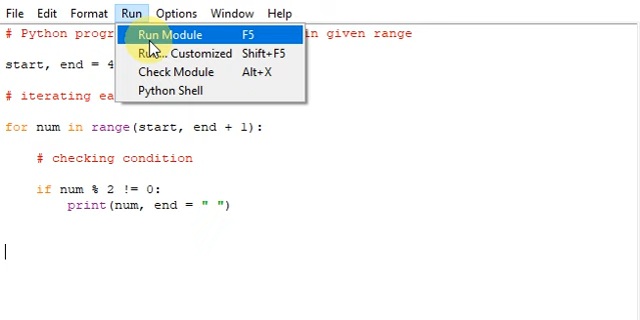 File Edit Format Run Options Window Help
# Python progr in given range
Run Module F5
Run... Customized Shift+F5
start, end = 4
Check Module Alt+X
# iterating ea
Python Shell
for num in range(start, end + 1):
# checking condition
if num % 2 != 0:
print(num, end = " ")